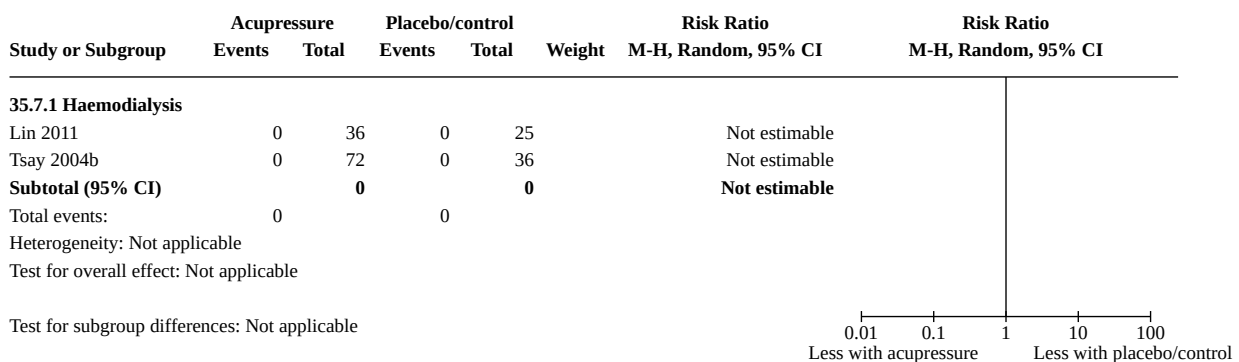 Acupressure Placebo/control Risk Ratio Risk Ratio
Study or Subgroup Events Total Events Total Weight M-H, Random, 95% CI M-H, Random, 95% CI
35.7.1 Haemodialysis
Lin 2011 0 36 0 25 Not estimable
Tsay 2004b 0 72 0 36 Not estimable
Subtotal (95% CI) 0 0 Not estimable
Total events: 0 0
Heterogeneity: Not applicable
Test for overall effect: Not applicable
Test for subgroup differences: Not applicable
0.01 0.1 1 10 100
Less with acupressure Less with placebo/control